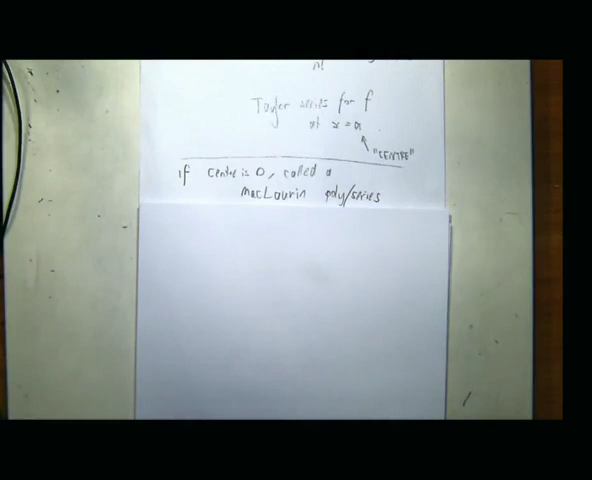 n!
Taylor series for f
at x = a
"CENTRE"
if centre is 0, called a
MacLaurin poly/series